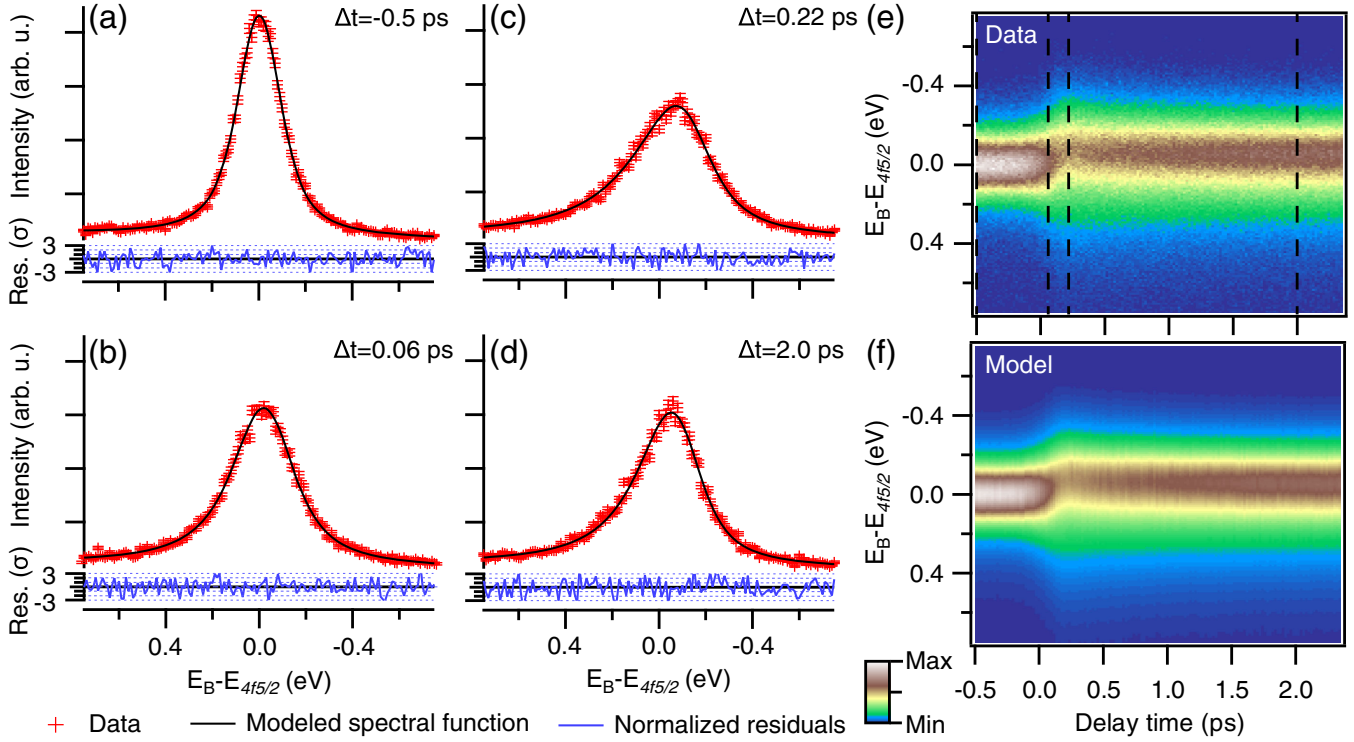 (a)
Δt=-0.5 ps
Intensity (arb. u.)
Res. (σ)
3
-3
(c)
Δt=0.22 ps
(e)
Data
-0.4
0.0
0.4
E_B-E_4f5/2 (eV)
(b)
Δt=0.06 ps
Intensity (arb. u.)
Res. (σ)
3
-3
0.4
0.0
-0.4
E_B-E_4f5/2 (eV)
(d)
Δt=2.0 ps
0.4
0.0
-0.4
E_B-E_4f5/2 (eV)
(f)
Model
-0.4
0.0
0.4
E_B-E_4f5/2 (eV)
Max
Min
-0.5
0.0
0.5
1.0
1.5
2.0
Delay time (ps)
Data
Modeled spectral function
Normalized residuals